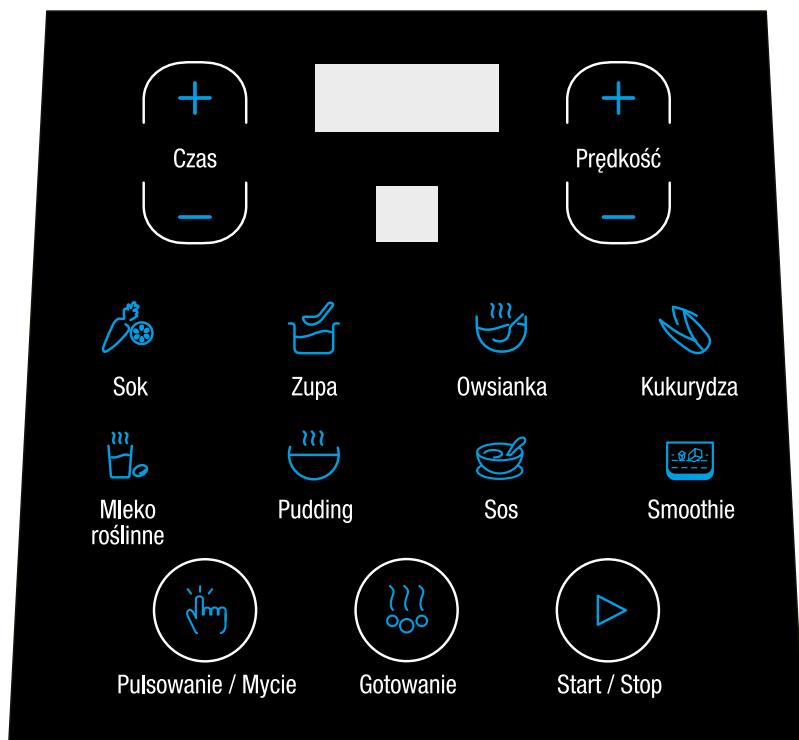 Czas
Prędkość
Sok
Zupa
Owsianka
Kukurydza
Mleko
roślinne
Pudding
Sos
Smoothie
Pulsowanie / Mycie
Gotowanie
Start / Stop